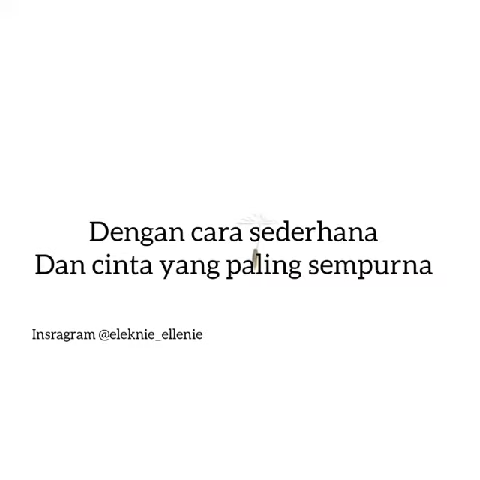 Dengan cara sederhana
Dan cinta yang paling sempurna
Insragram @eleknie_ellenie